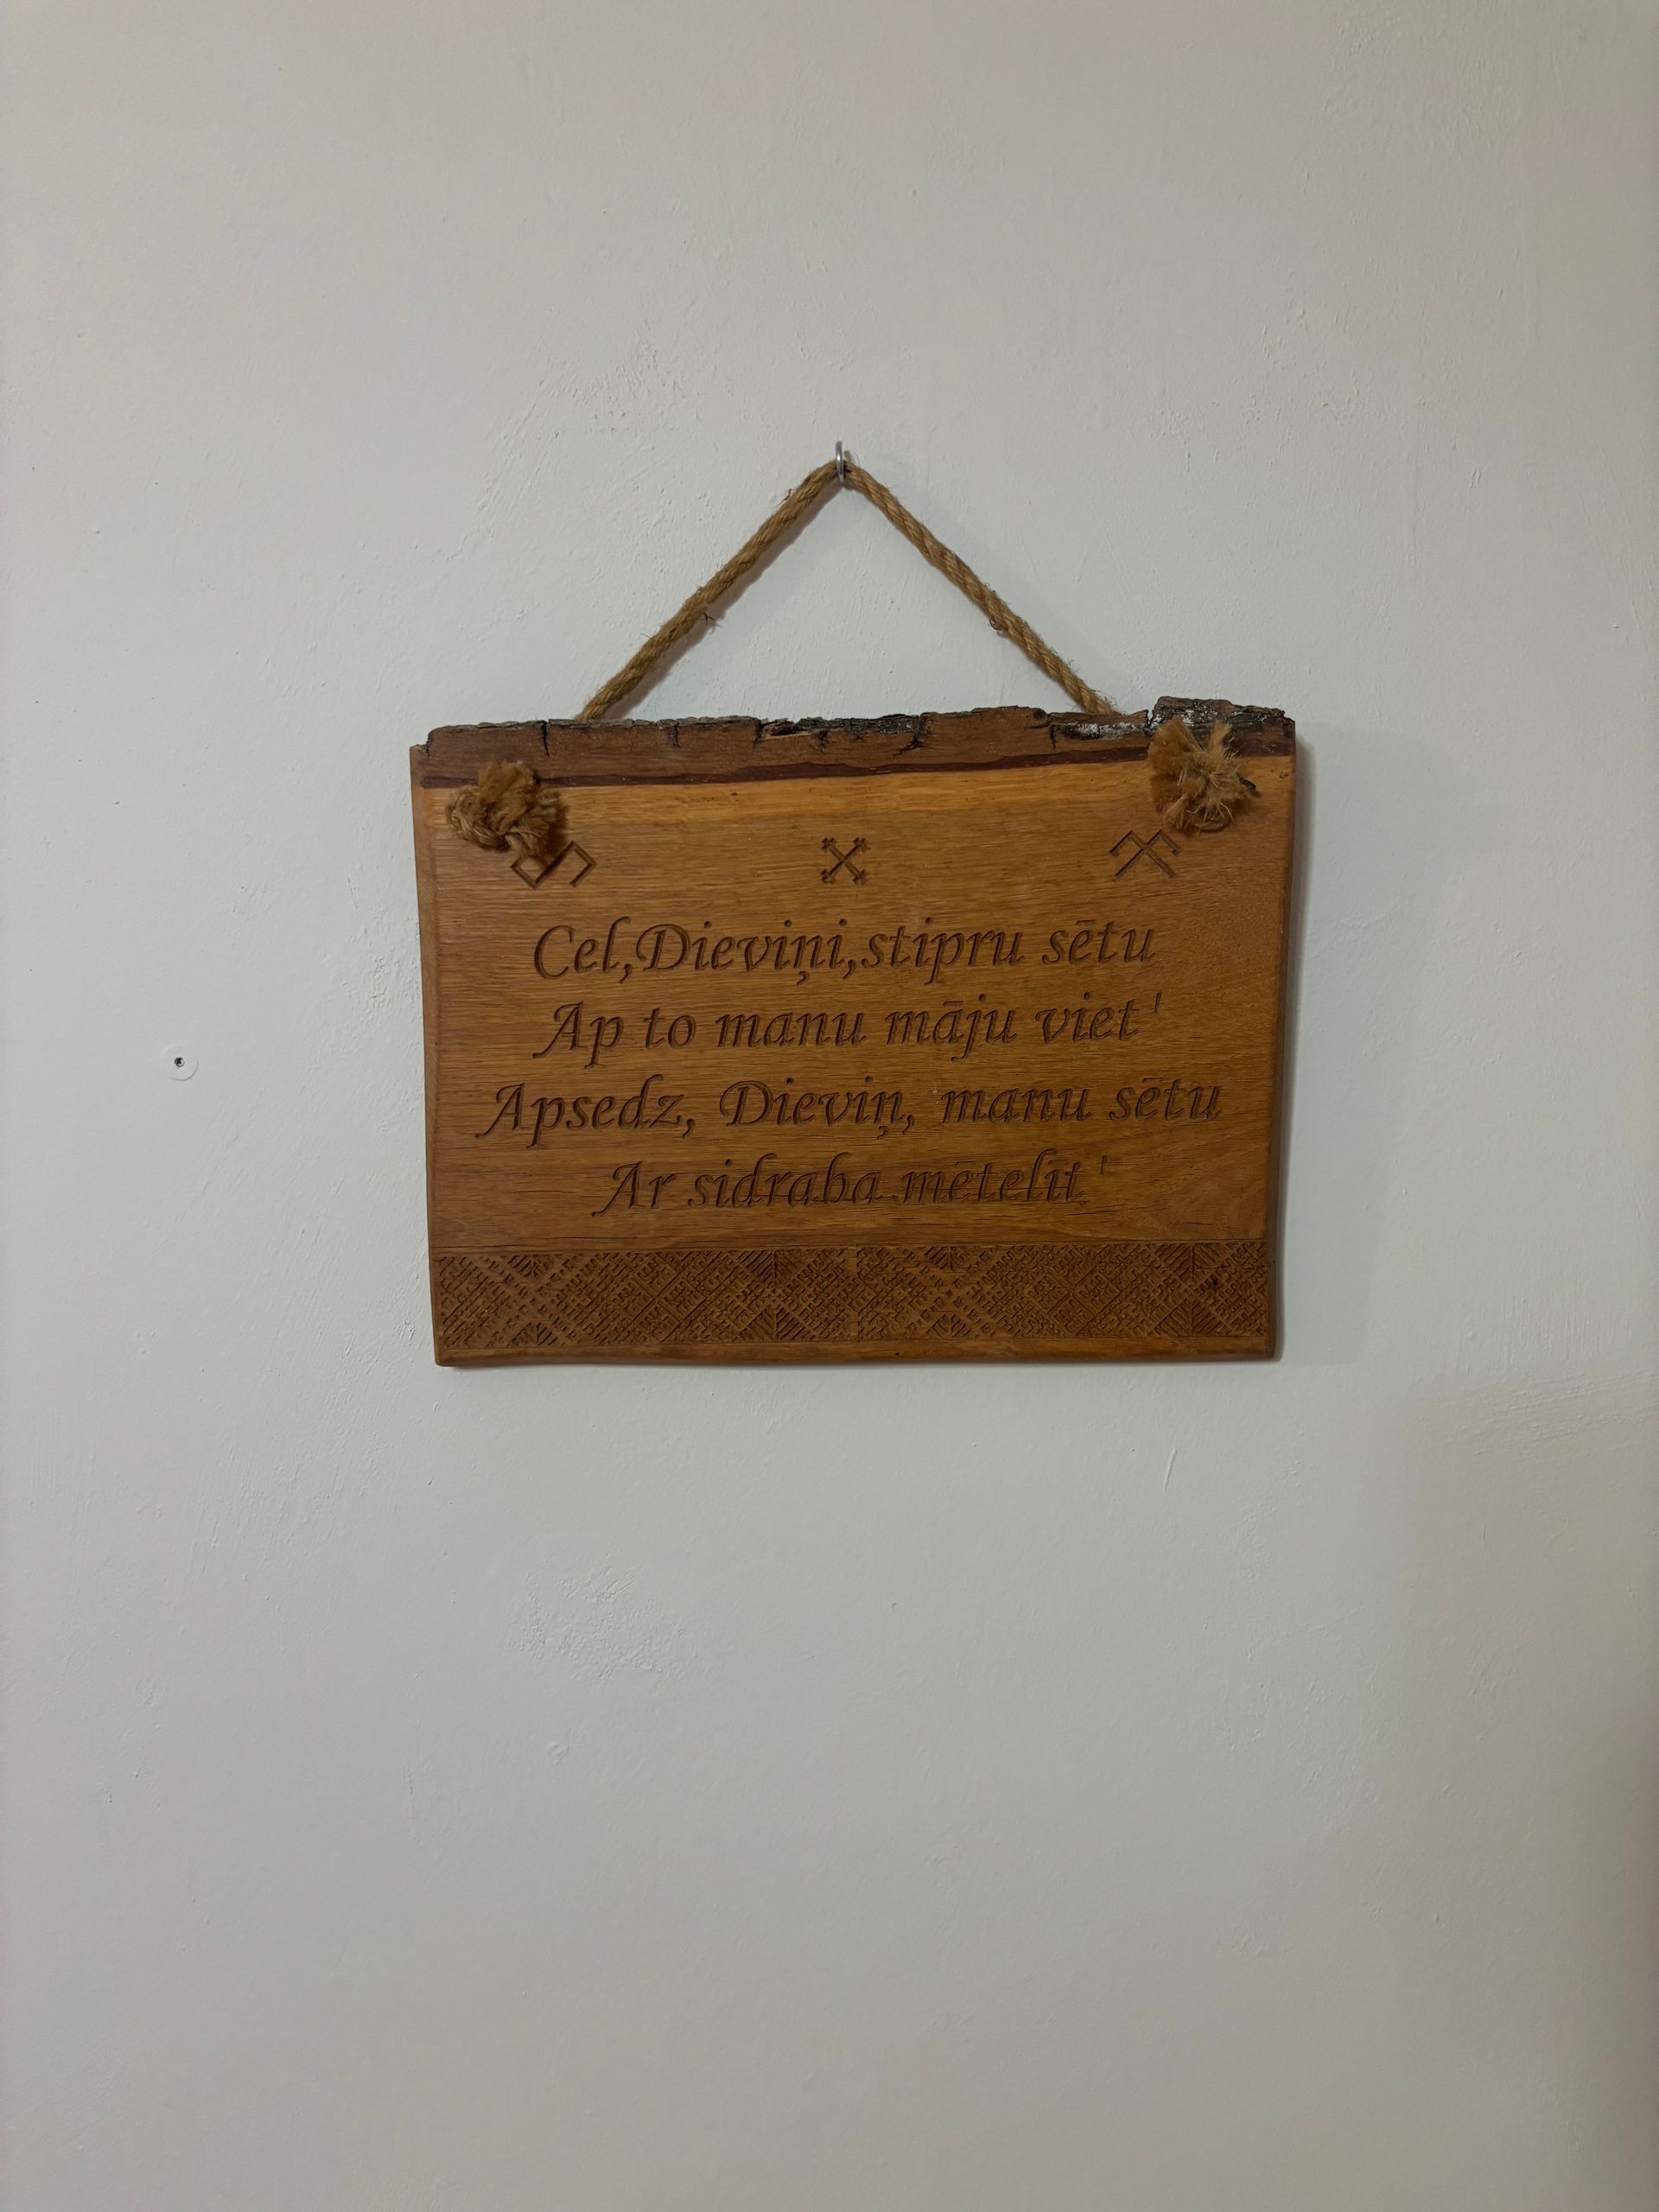 Cel,Dieviņi,stipru sētu
Ap to manu māju viet'
Apsedz, Dieviņ, manu sētu
Ar sidraba mētelīt'